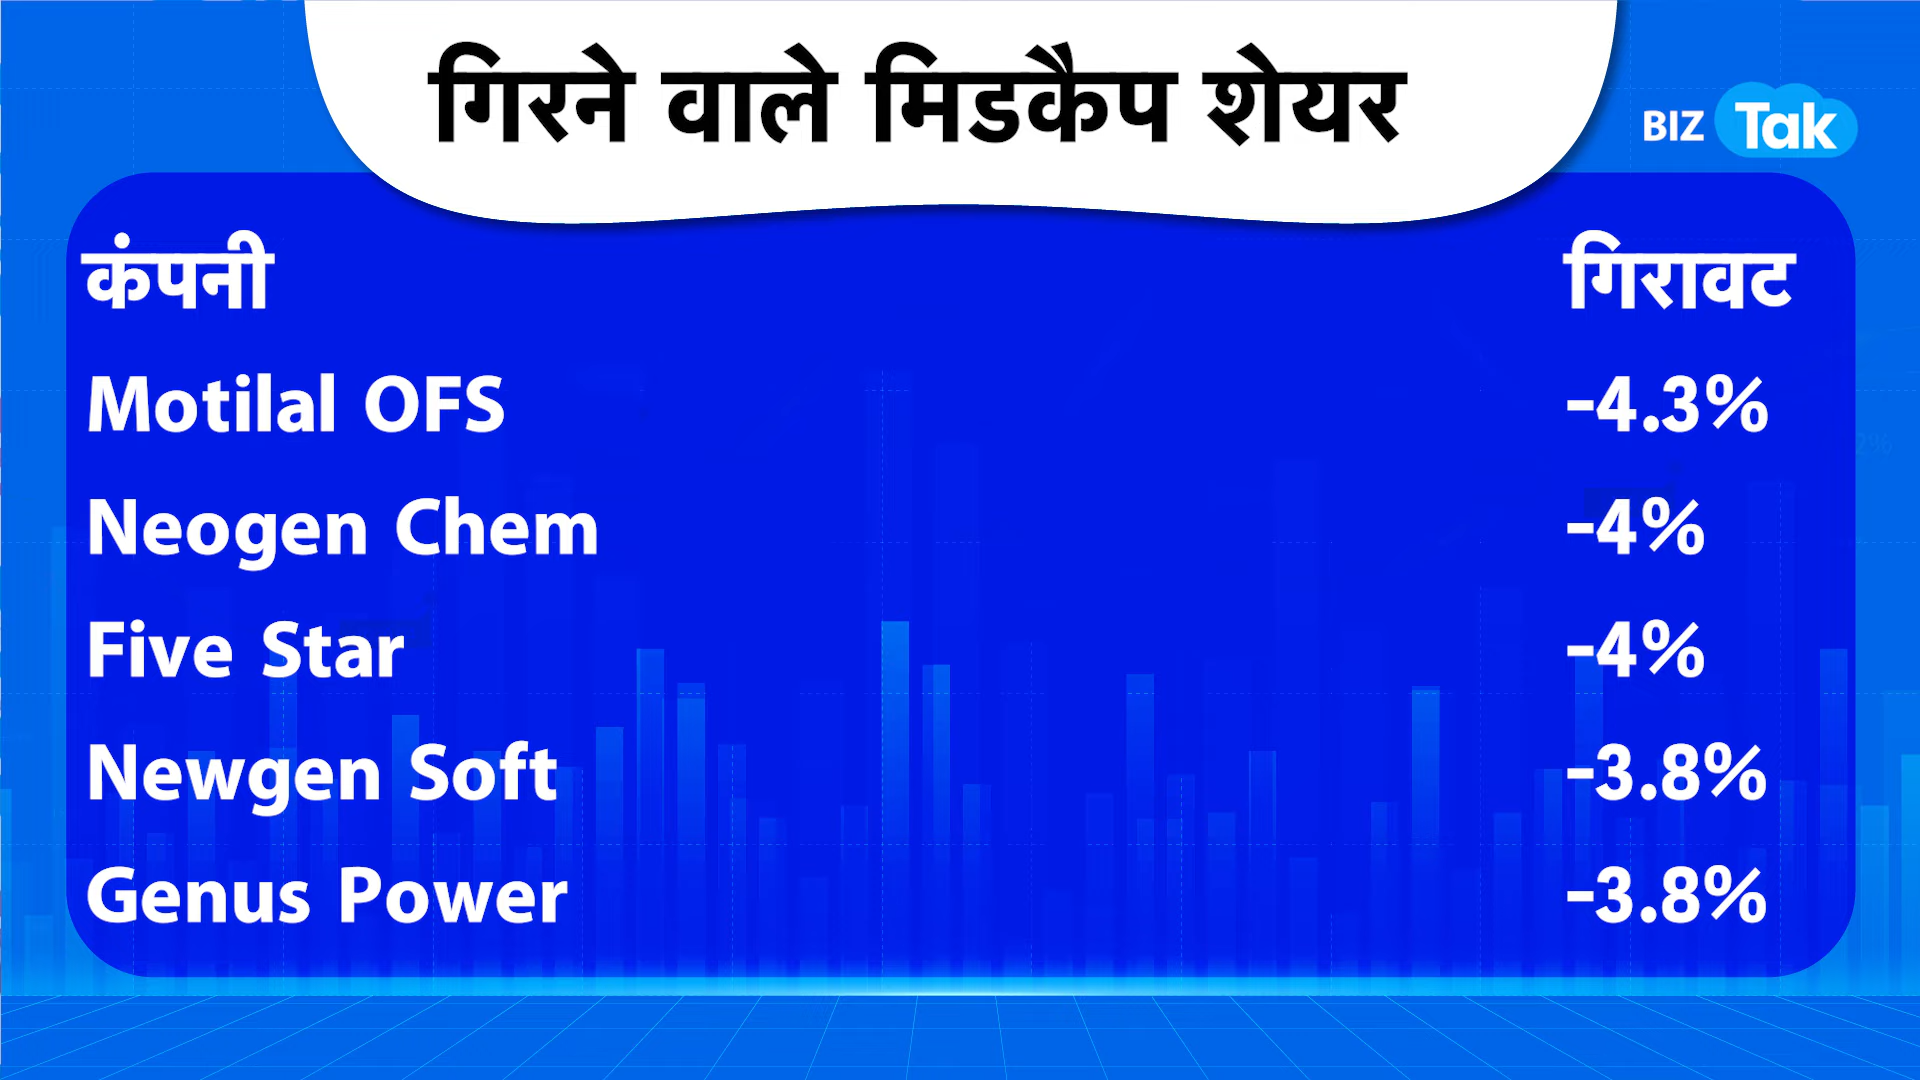 गिरने वाले मिडकैप शेयर
BIZ Tak
कंपनी गिरावट
Motilal OFS -4.3%
Neogen Chem -4%
Five Star -4%
Newgen Soft -3.8%
Genus Power -3.8%